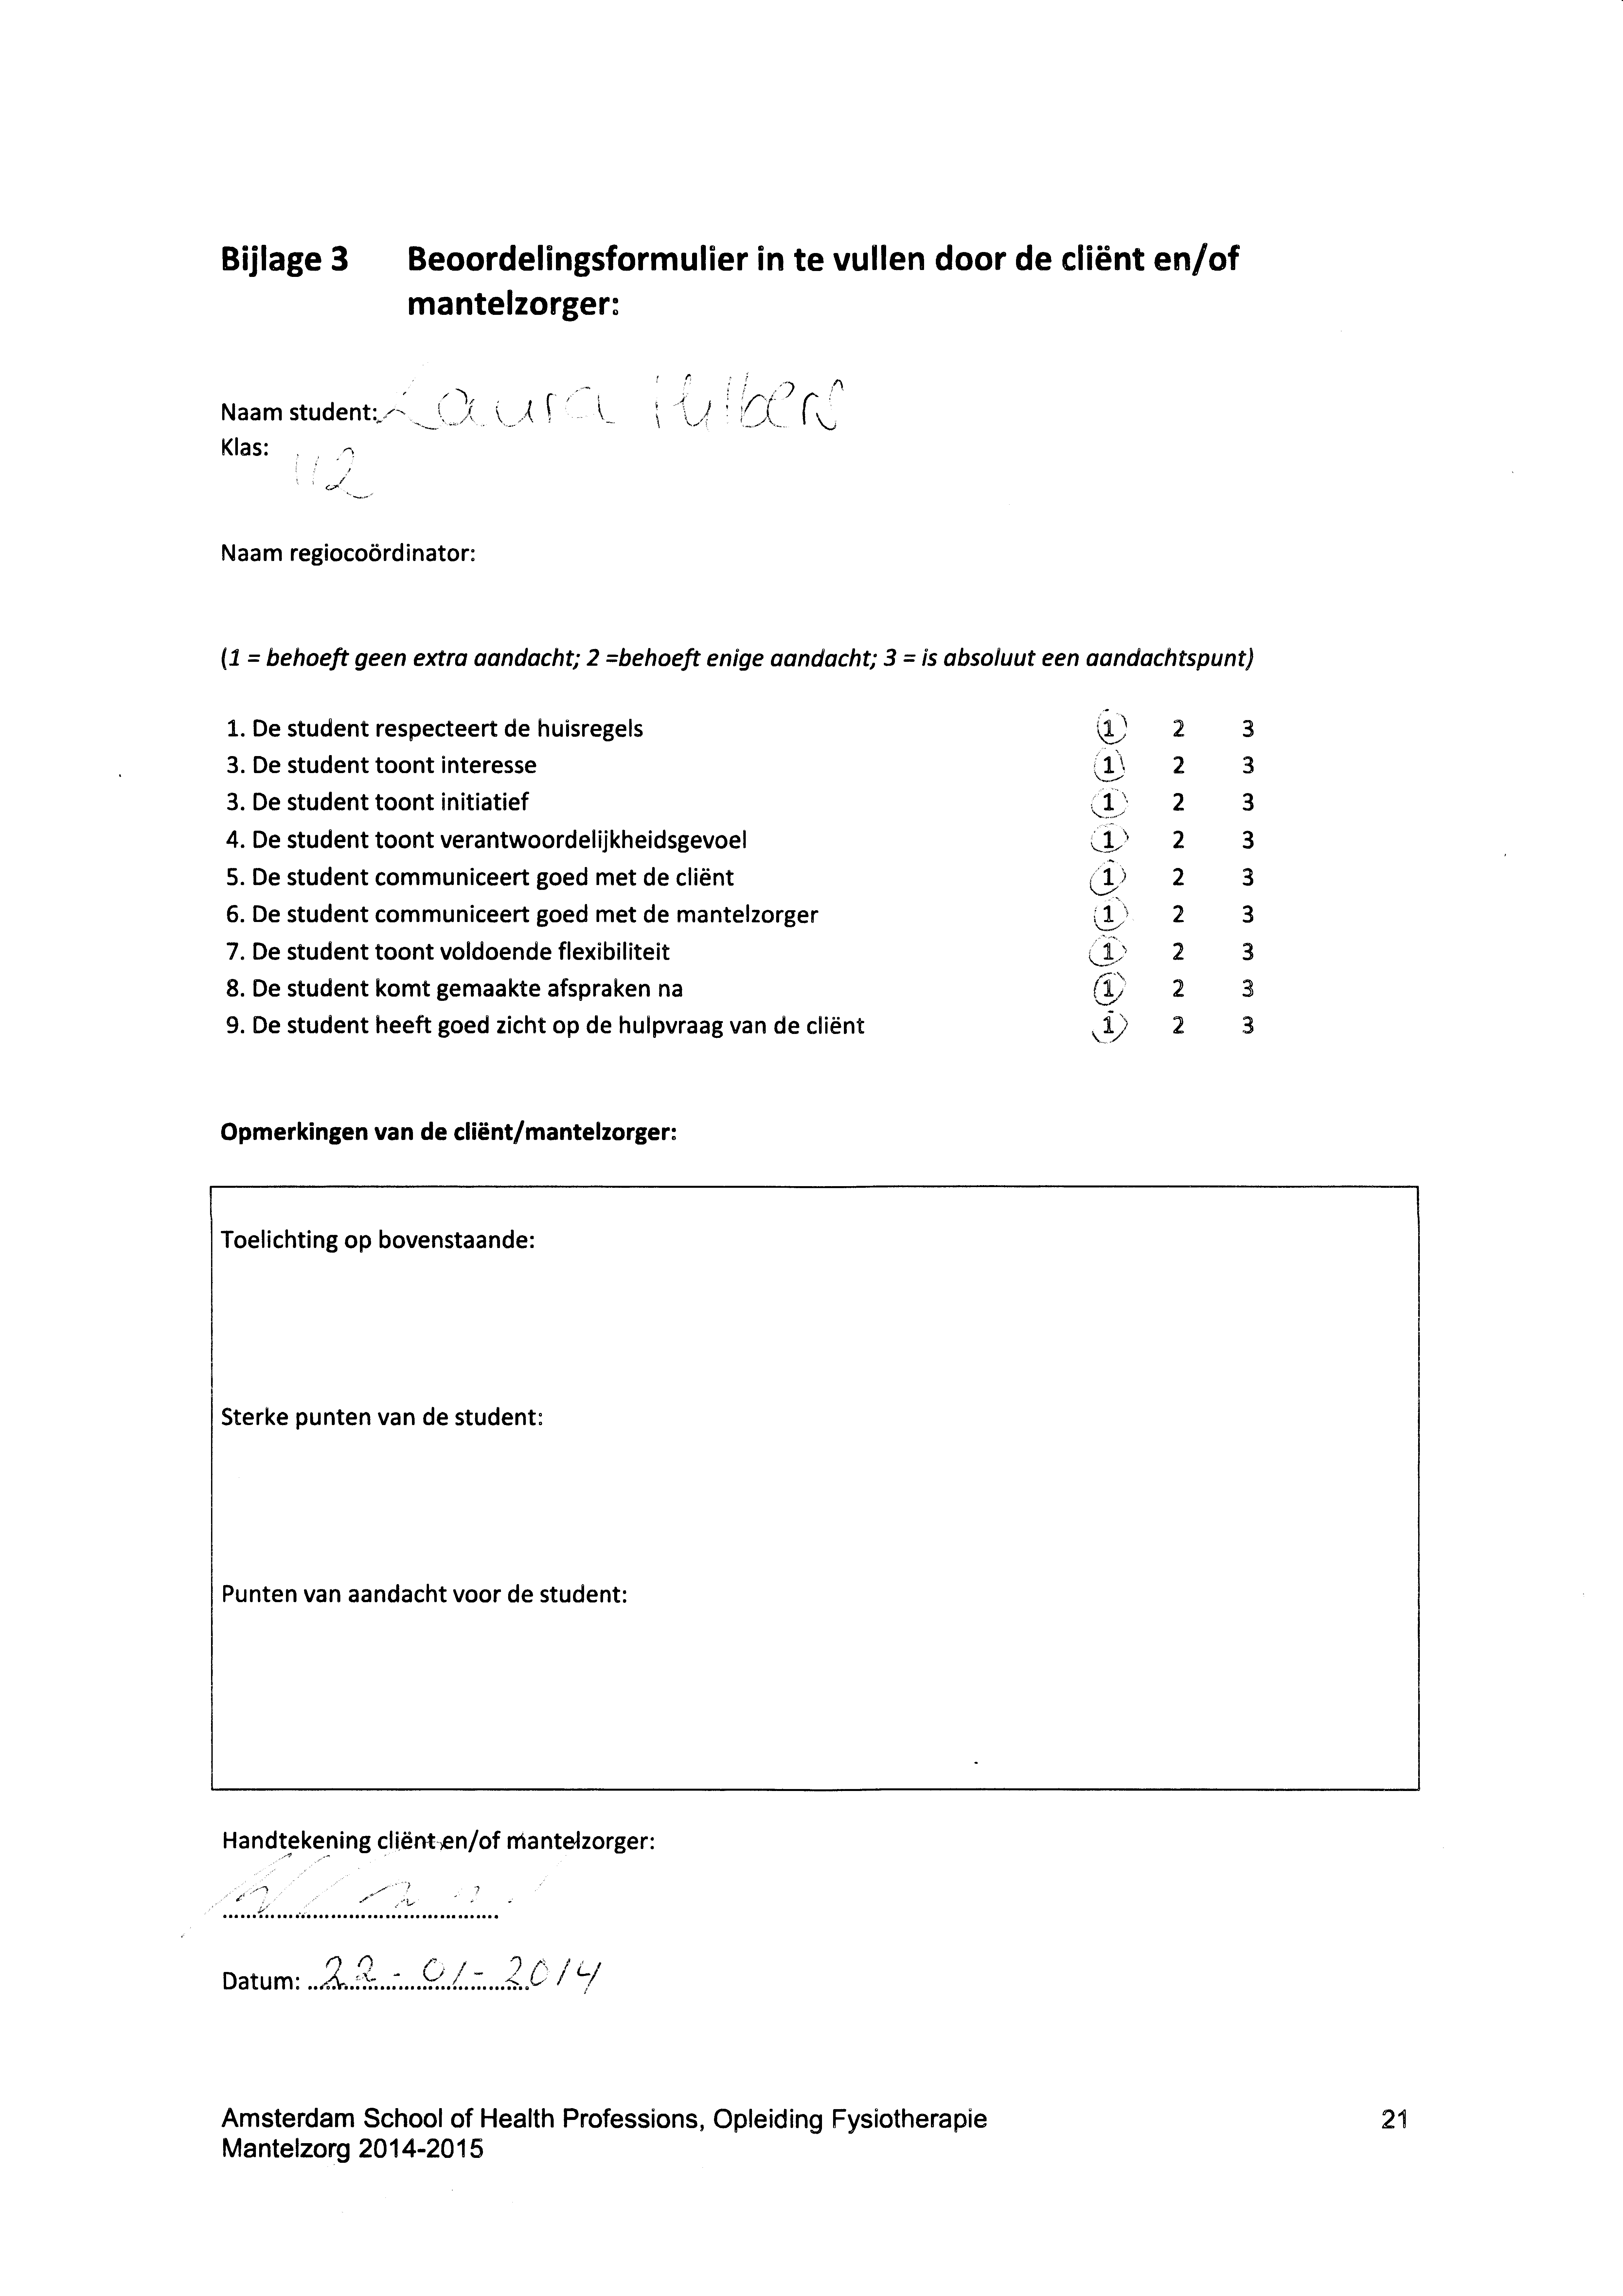 Bijlage 3 Beoordelingsformulier in te vullen door de cliënt en/of
mantelzorger:
Naam student: Laura
Klas: 112
Naam regiocoördinator:
(1 = behoeft geen extra aandacht; 2 =behoeft enige aandacht; 3 = is absoluut een aandachtspunt)
1. De student respecteert de huisregels 1 2 3
3. De student toont interesse 1 2 3
3. De student toont initiatief 1 2 3
4. De student toont verantwoordelijkheidsgevoel 1 2 3
5. De student communiceert goed met de cliënt 1 2 3
6. De student communiceert goed met de mantelzorger 1 2 3
7. De student toont voldoende flexibiliteit 1 2 3
8. De student komt gemaakte afspraken na 1 2 3
9. De student heeft goed zicht op de hulpvraag van de cliënt 1 2 3
Opmerkingen van de cliënt/mantelzorger:
Toelichting op bovenstaande:
Sterke punten van de student:
Punten van aandacht voor de student:
Handtekening cliënt en/of mantelzorger:
Datum: 22-01-2014
Amsterdam School of Health Professions, Opleiding Fysiotherapie 21
Mantelzorg 2014-2015